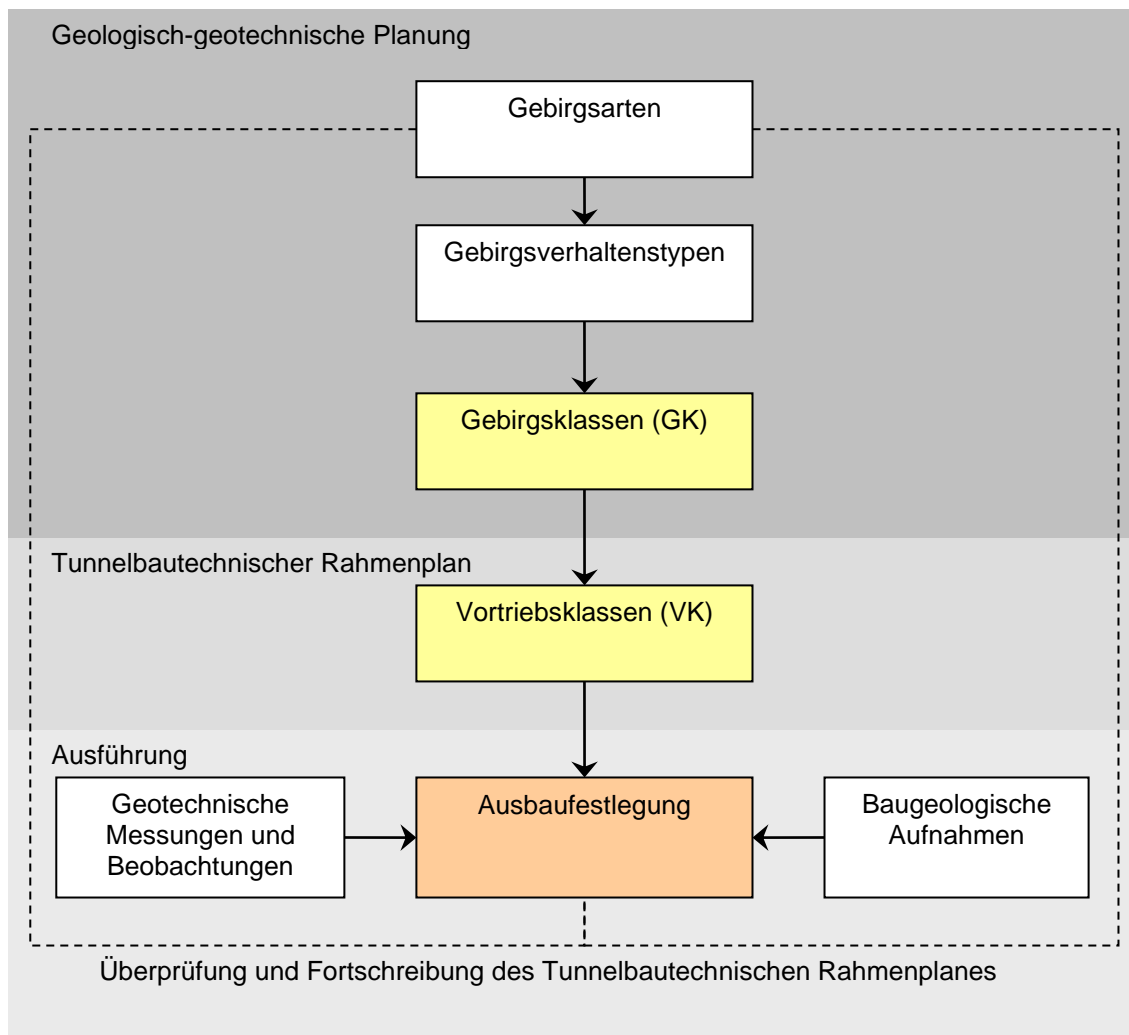 Geologisch-geotechnische Planung
Gebirgsarten
Gebirgsverhaltenstypen
Gebirgsklassen (GK)
Tunnelbautechnischer Rahmenplan
Vortriebsklassen (VK)
Ausführung
Geotechnische
Messungen und
Beobachtungen
Ausbaufestlegung
Baugeologische
Aufnahmen
Überprüfung und Fortschreibung des Tunnelbautechnischen Rahmenplanes